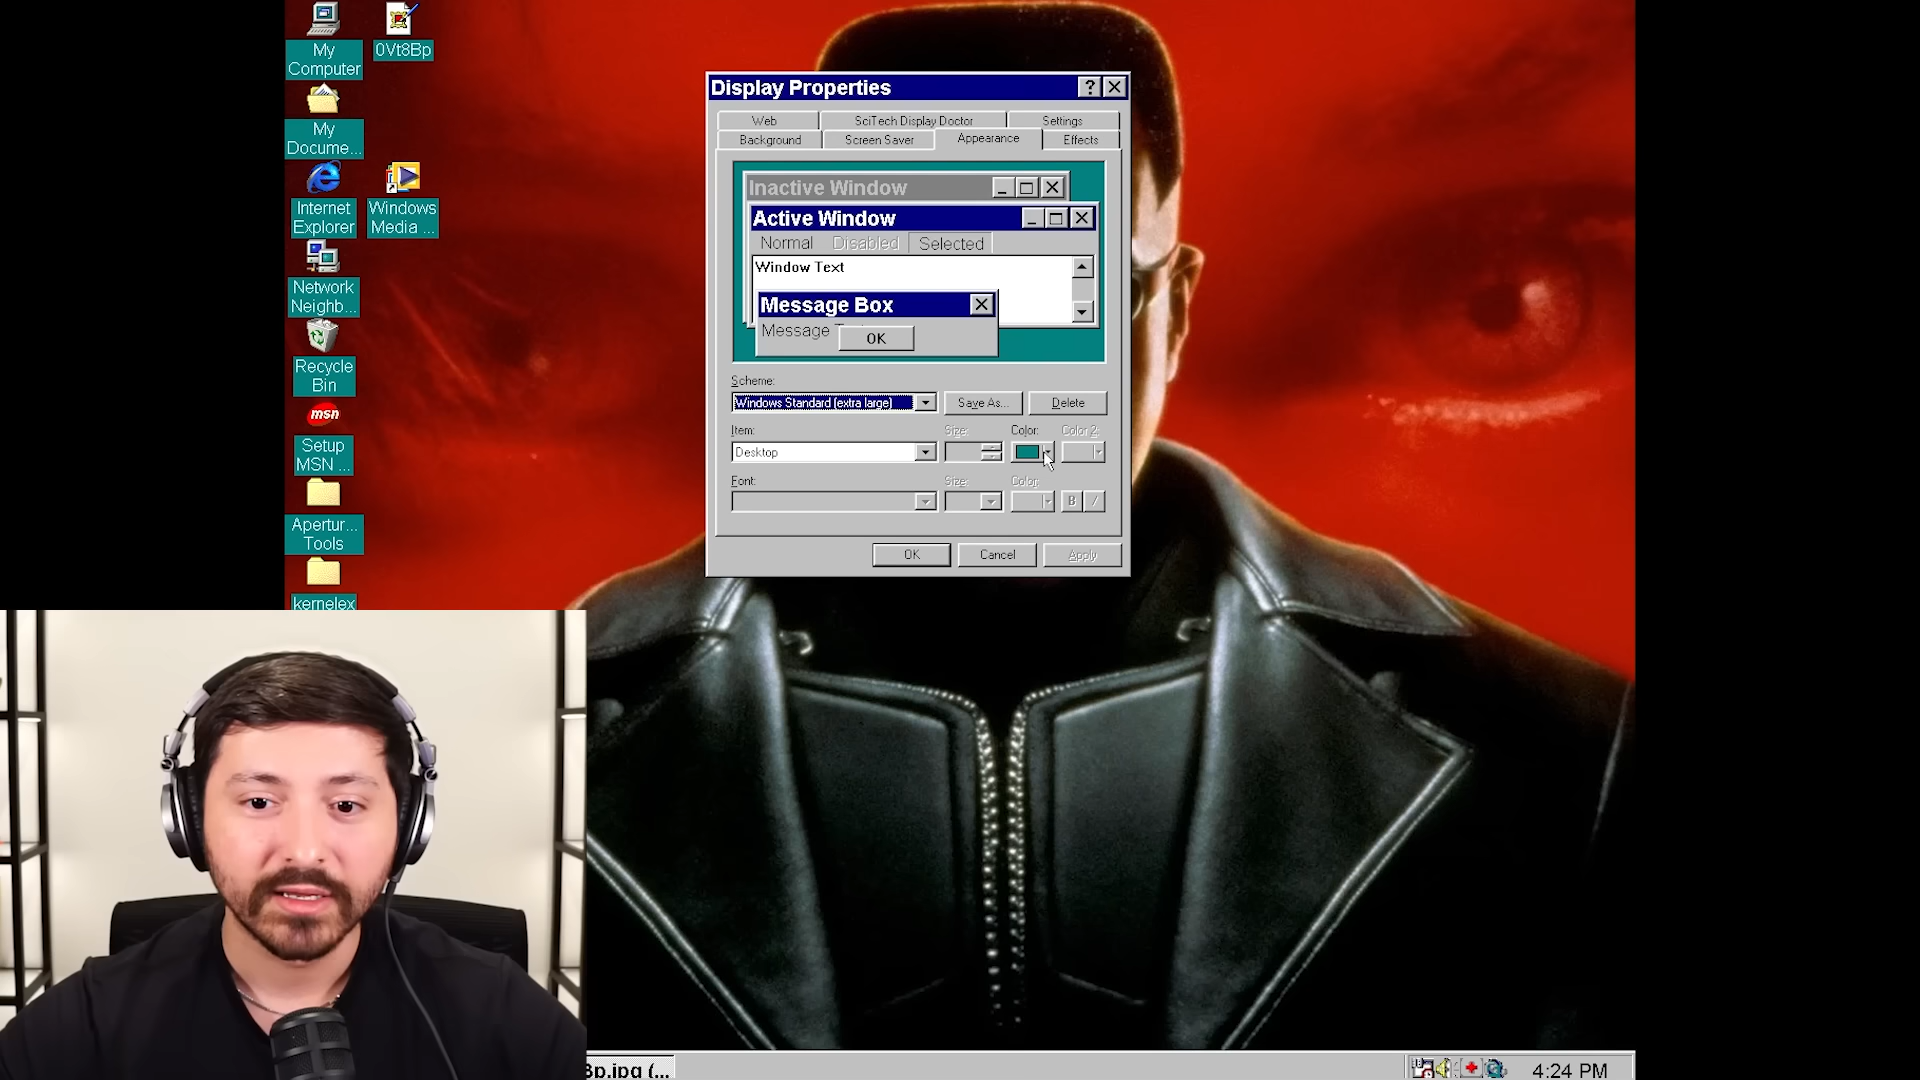 My
Computer
0Vt8Bp
My
Docume...
Internet
Explorer
Windows
Media ...
Network
Neighb...
Recycle
Bin
msn
Setup
MSN ...
Apertur...
Tools
kernelex
Display Properties
Web
SciTech Display Doctor
Settings
Background
Screen Saver
Appearance
Effects
Inactive Window
Active Window
Normal
Disabled
Selected
Window Text
Message Box
Message
OK
Scheme:
Windows Standard (extra large)
Save As...
Delete
Item:
Size:
Color:
Color 2:
Desktop
Font:
Size:
Color:
B
/
OK
Cancel
Apply
Bp.jpg (...
4:24 PM